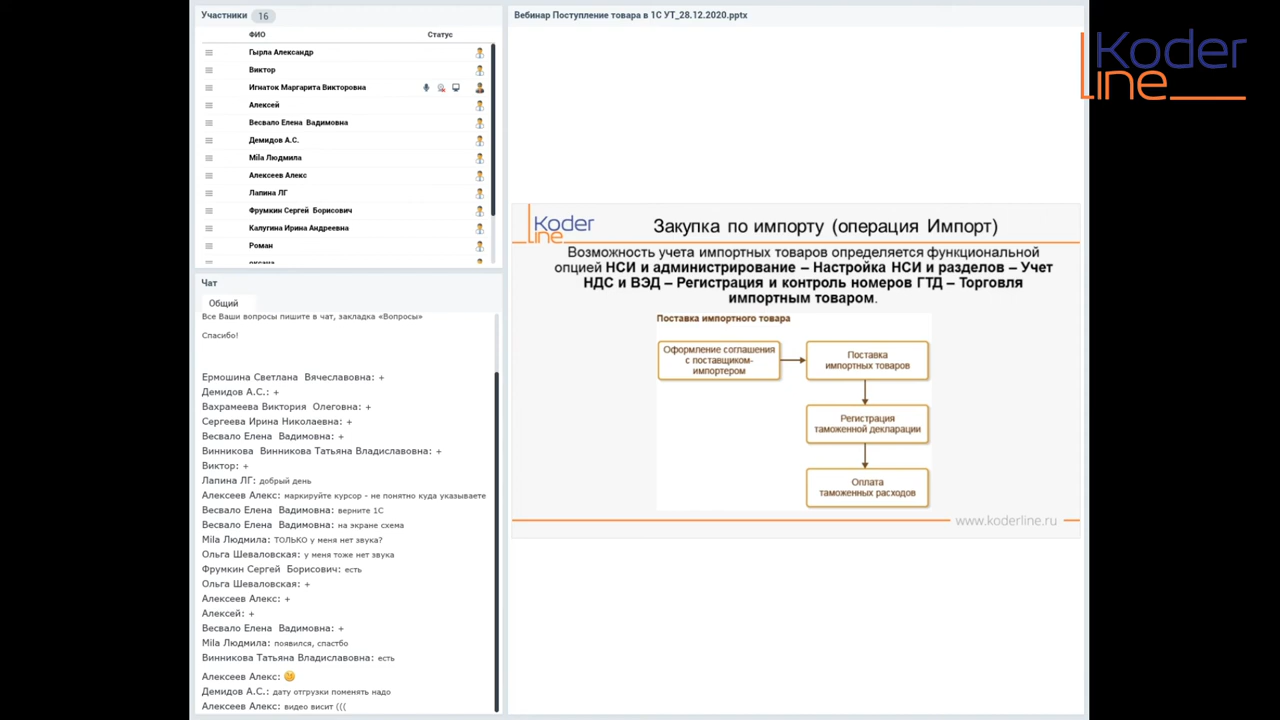 Участники 16
ФИО Статус
Гырла Александр
Виктор
Игнаток Маргарита Викторовна
Алексей
Весвало Елена Вадимовна
Демидов А.С.
Mila Людмила
Алексеев Алекс
Лапина ЛГ
Фрумкин Сергей Борисович
Калугина Ирина Андреевна
Роман
оксана
Чат
Общий
Все Ваши вопросы пишите в чат, закладка «Вопросы»
Спасибо!
Ермошина Светлана Вячеславовна: +
Демидов А.С.: +
Вахрамеева Виктория Олеговна: +
Сергеева Ирина Николаевна: +
Весвало Елена Вадимовна: +
Винникова Винникова Татьяна Владиславовна: +
Виктор: +
Лапина ЛГ: добрый день
Алексеев Алекс: маркируйте курсор - не понятно куда указываете
Весвало Елена Вадимовна: верните 1С
Весвало Елена Вадимовна: на экране схема
Mila Людмила: ТОЛЬКО у меня нет звука?
Ольга Шеваловская: у меня тоже нет звука
Фрумкин Сергей Борисович: есть
Ольга Шеваловская: +
Алексеев Алекс: +
Алексей: +
Весвало Елена Вадимовна: +
Mila Людмила: появился, спастбо
Винникова Татьяна Владиславовна: есть
Алексеев Алекс:
Демидов А.С.: дату отгрузки поменять надо
Алексеев Алекс: видео висит (((
Вебинар Поступление товара в 1С УТ_28.12.2020.pptx
Koder
line
Koder
line
Закупка по импорту (операция Импорт)
Возможность учета импортных товаров определяется функциональной
опцией НСИ и администрирование – Настройка НСИ и разделов – Учет
НДС и ВЭД – Регистрация и контроль номеров ГТД – Торговля
импортным товаром.
Поставка импортного товара
Оформление соглашения
с поставщиком-
импортером
Поставка
импортных товаров
Регистрация
таможенной декларации
Оплата
таможенных расходов
www.koderline.ru